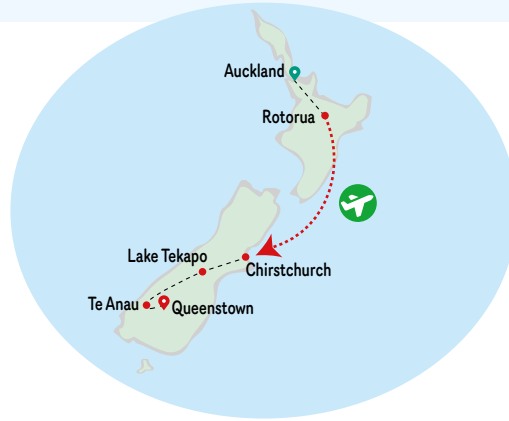 Auckland
Rotorua
Lake Tekapo
Chirstchurch
Te Anau
Queenstown